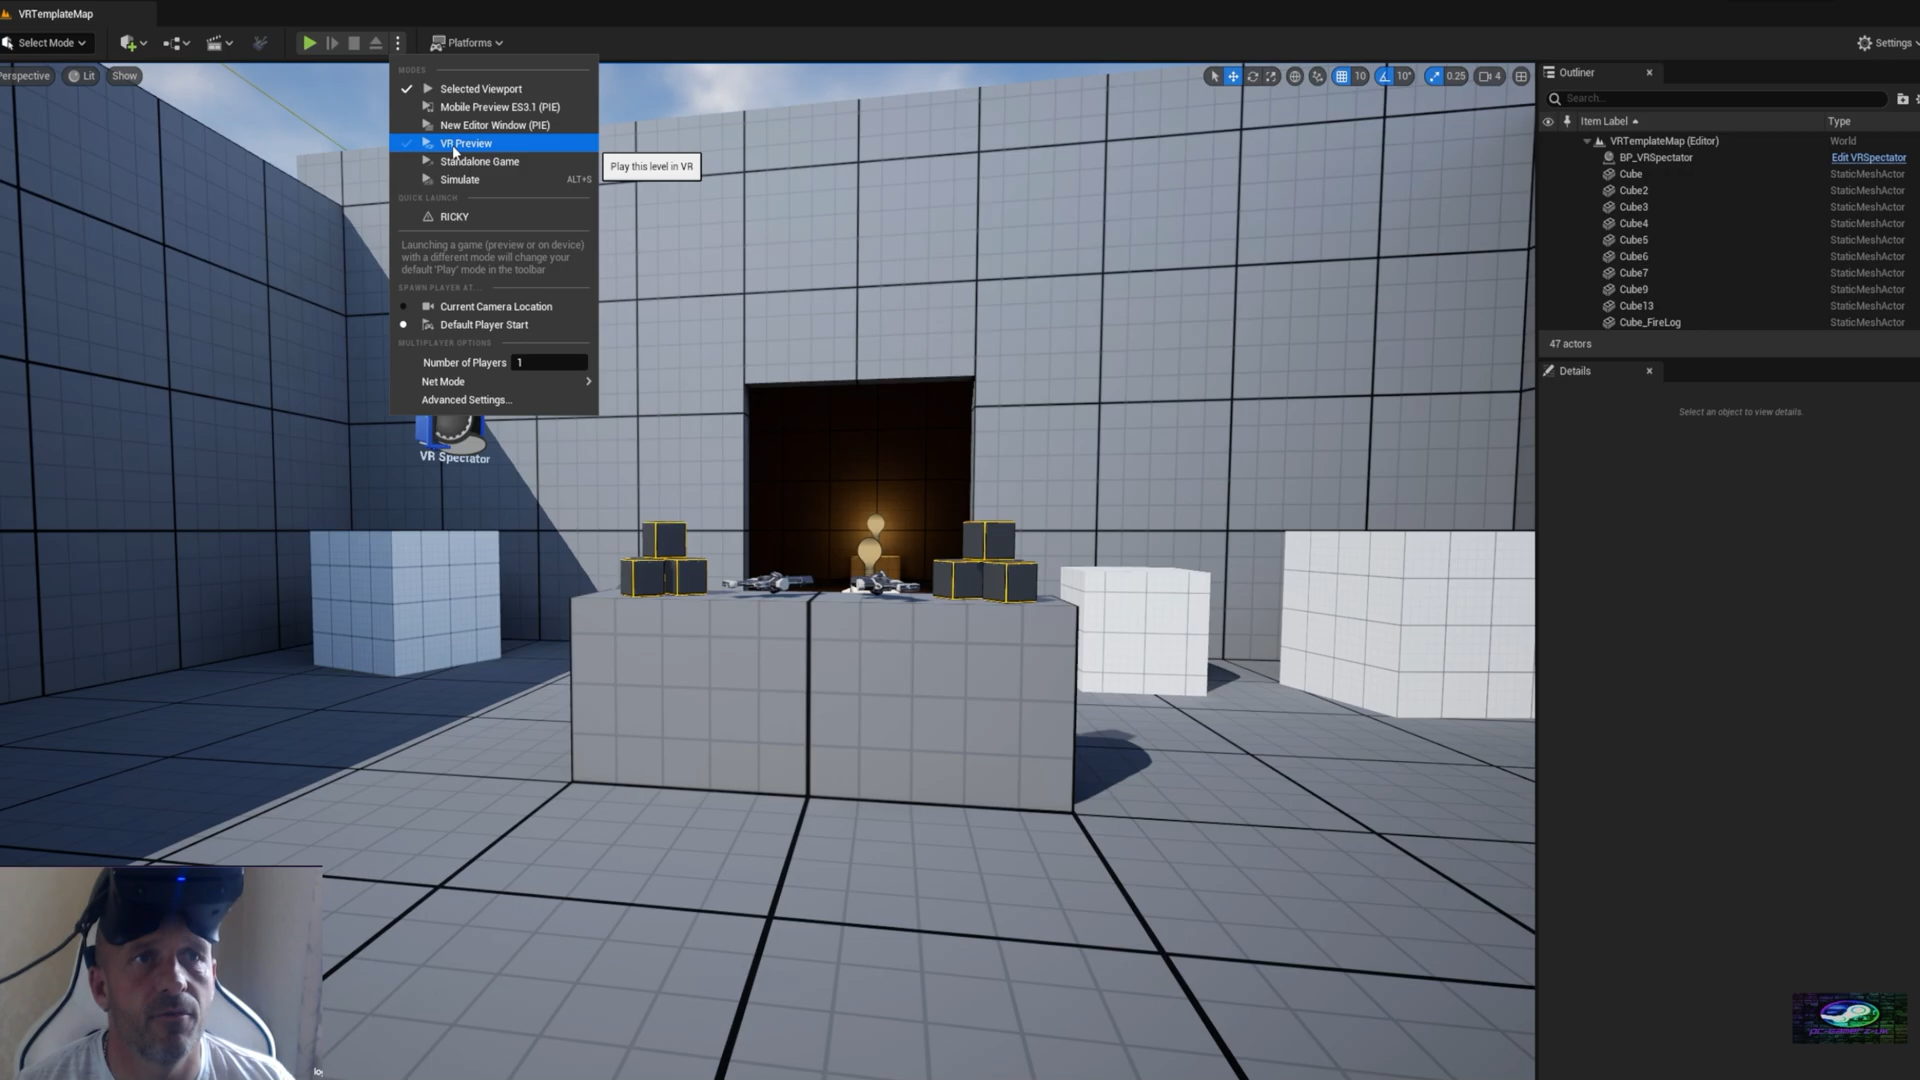 VRTemplateMap
Select Mode
Platforms
Settings
Perspective
Lit
Show
10
10°
0.25
4
MODES
Selected Viewport
Mobile Preview ES3.1 (PIE)
New Editor Window (PIE)
VR Preview
Standalone Game
Simulate ALT+S
QUICK LAUNCH
RICKY
Launching a game (preview or on device)
with a different mode will change your
default 'Play' mode in the toolbar
SPAWN PLAYER AT...
Current Camera Location
Default Player Start
MULTIPLAYER OPTIONS
Number of Players 1
Net Mode
Advanced Settings...
Play this level in VR
VR Spectator
Outliner
Search...
Item Label Type
VRTemplateMap (Editor) World
BP_VRSpectator Edit VRSpectator
Cube StaticMeshActor
Cube2 StaticMeshActor
Cube3 StaticMeshActor
Cube4 StaticMeshActor
Cube5 StaticMeshActor
Cube6 StaticMeshActor
Cube7 StaticMeshActor
Cube9 StaticMeshActor
Cube13 StaticMeshActor
Cube_FireLog StaticMeshActor
47 actors
Details
Select an object to view details.